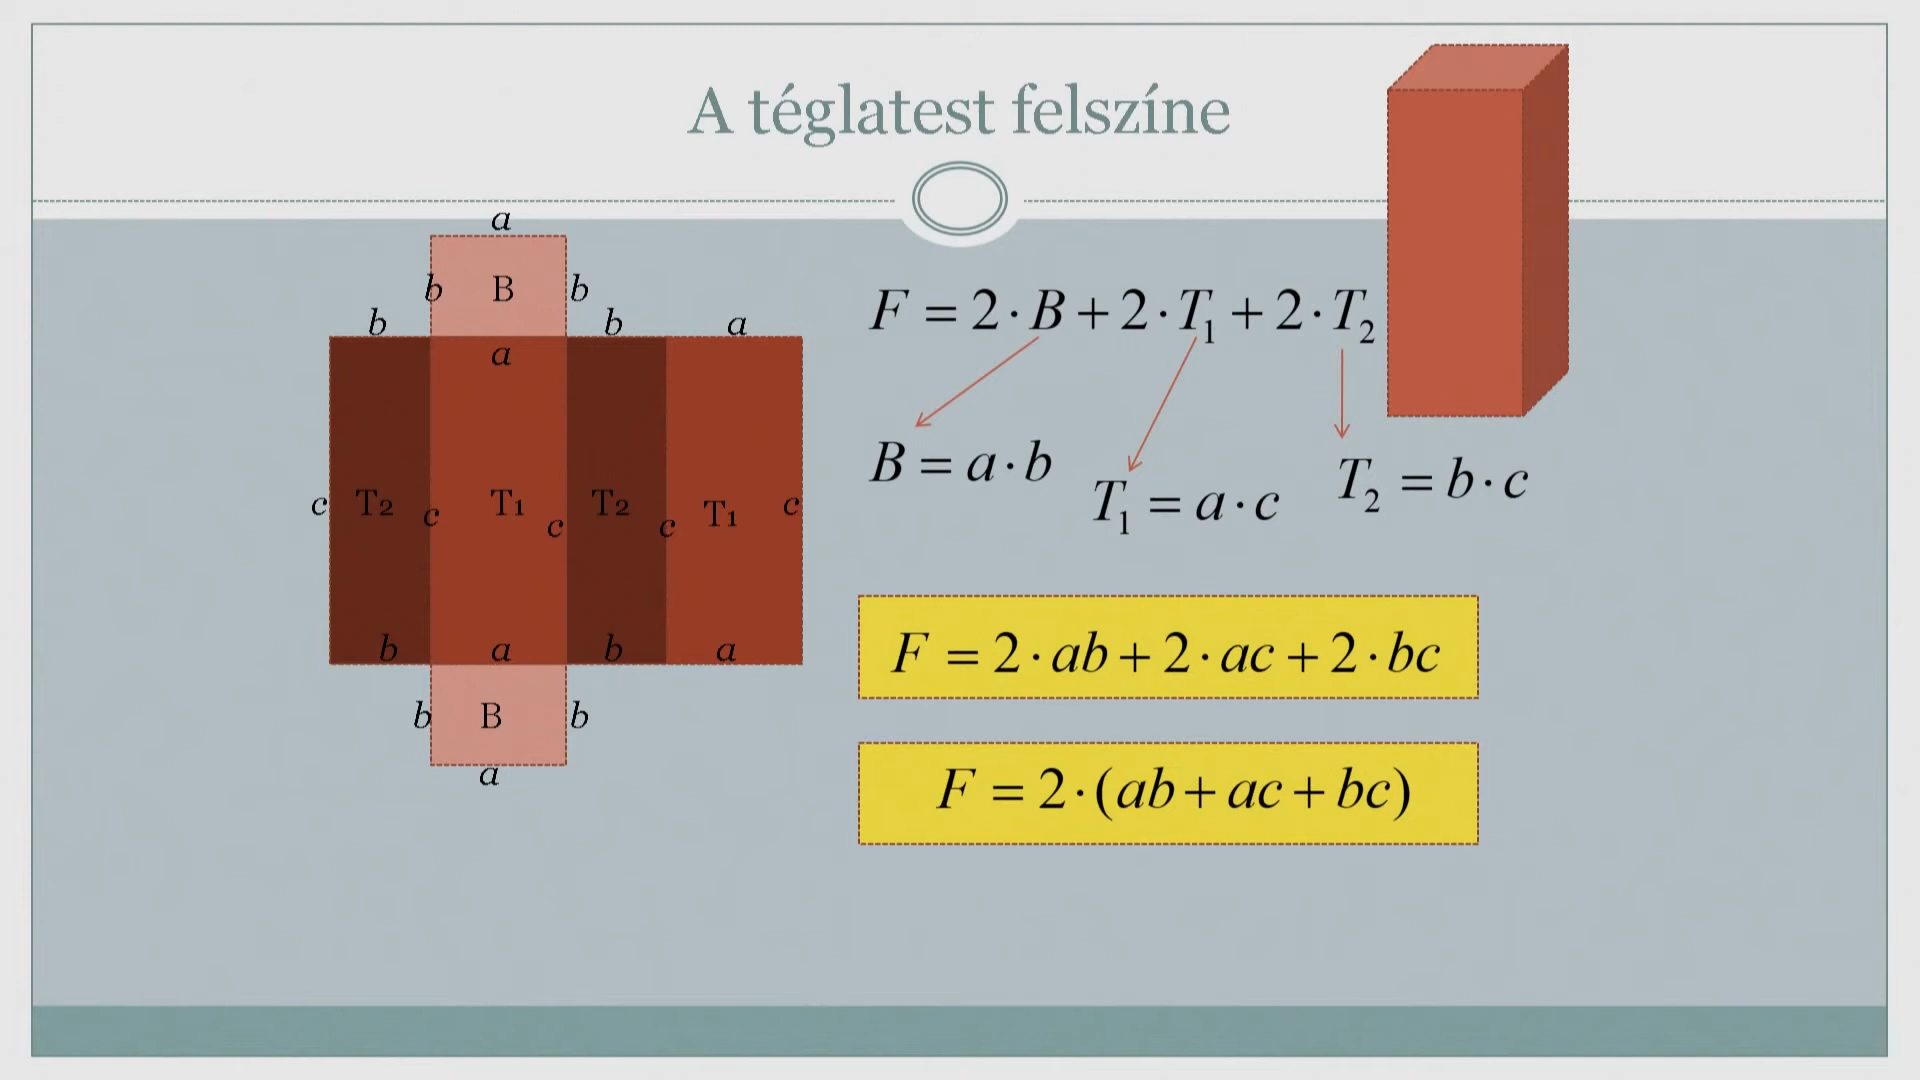 A téglatest felszíne
a
b B b
b b a
a
c T2 c T1 c T2 c T1 c
b a b a
b B b
a
F = 2 · B + 2 · T₁ + 2 · T₂
B = a · b
T₁ = a · c
T₂ = b · c
F = 2 · ab + 2 · ac + 2 · bc
F = 2 · (ab + ac + bc)